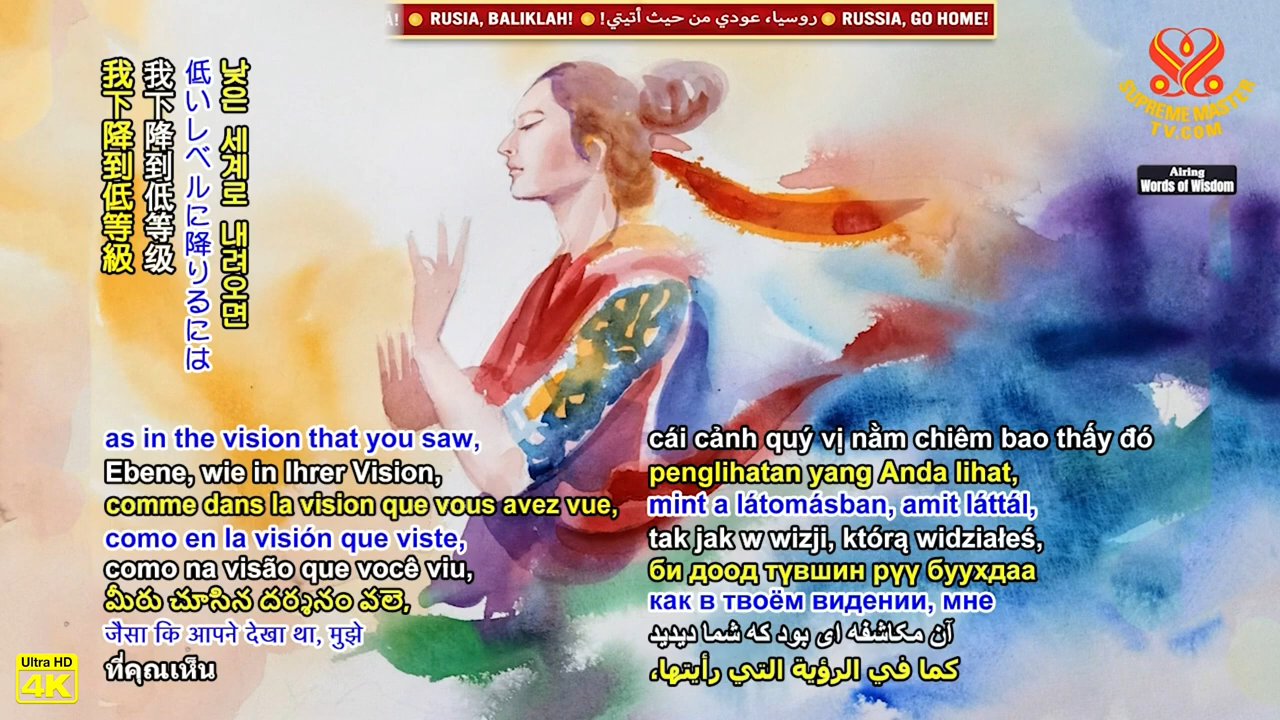 A! RUSIA, BALIKLAH! روسياء عودي من حيث أتيتي! RUSSIA, GO HOME!
SUPREME MASTER
TV.COM
Airing
Words of Wisdom
낮은 세계로 내려오면
低いレベルに降りるには
我下降到低等级
我下降到低等級
as in the vision that you saw,
Ebene, wie in Ihrer Vision,
comme dans la vision que vous avez vue,
como en la visión que viste,
como na visão que você viu,
మీరు చూసిన దర్శనం వలె,
जैसा कि आपने देखा था, मुझे
ที่คุณเห็น
cái cảnh quý vị nằm chiêm bao thấy đó
penglihatan yang Anda lihat,
mint a látomásban, amit láttál,
tak jak w wizji, którą widziałeś,
би доод түвшин рүү буухдаа
как в твоём видении, мне
آن مکاشفه ای بود که شما دیدید
كما في الرؤية التي رأيتها،
Ultra HD
4K